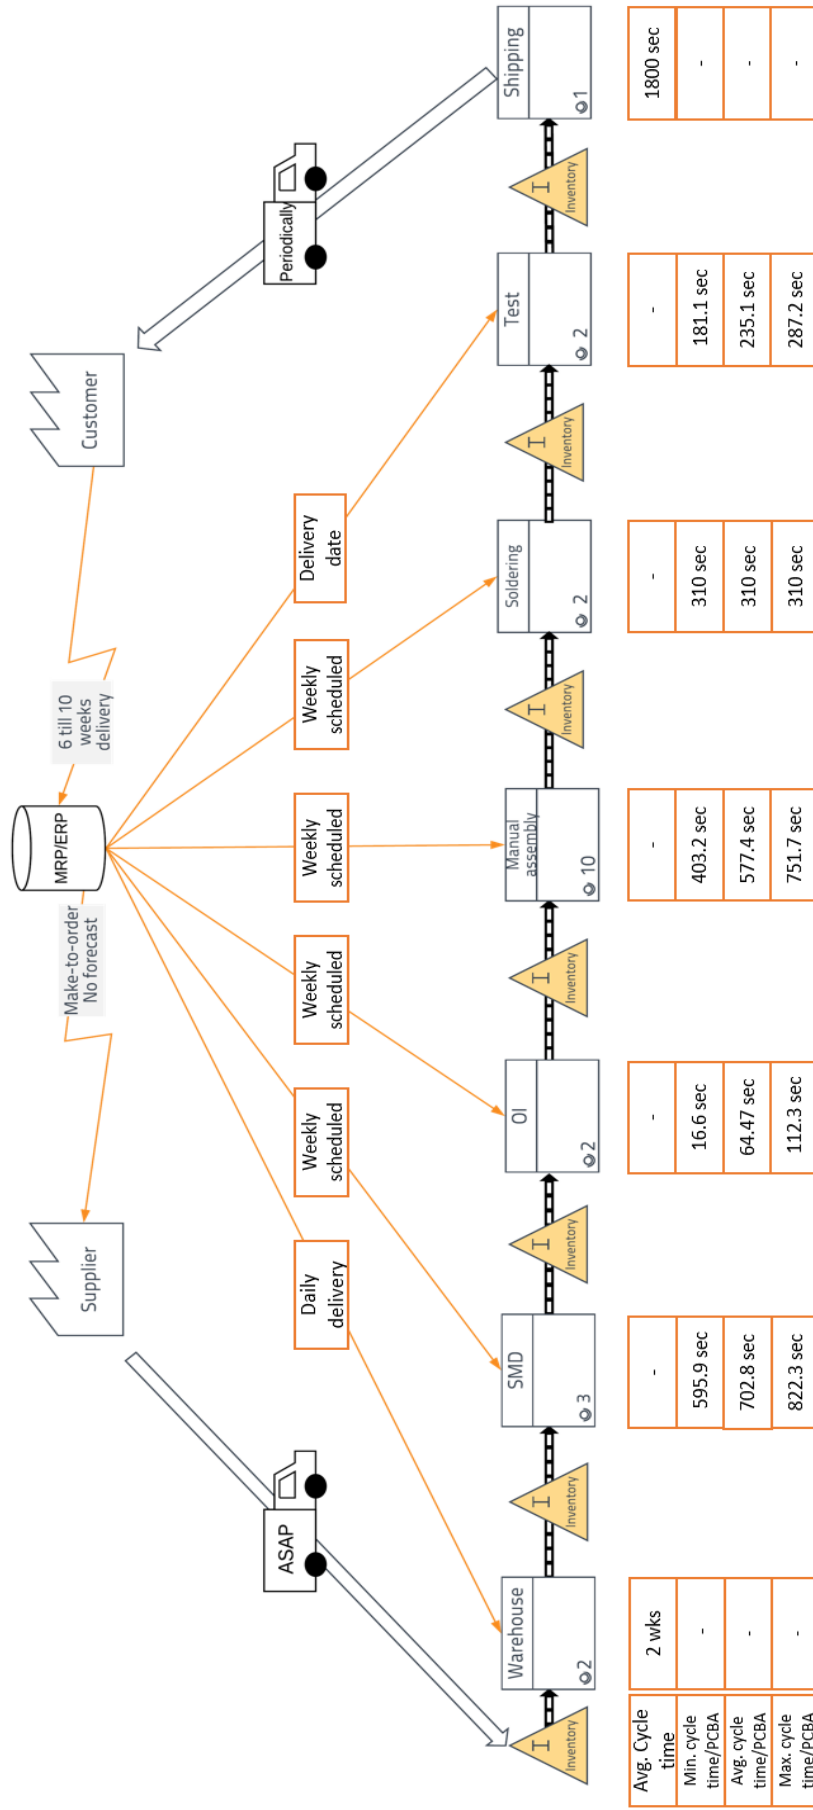 Supplier
Make-to-order
No forecast
MRP/ERP
6 till 10
weeks
delivery
Customer
ASAP
Daily
delivery
Weekly
scheduled
Weekly
scheduled
Weekly
scheduled
Weekly
scheduled
Delivery
date
Periodically
I
Inventory
Warehouse
2
I
Inventory
SMD
3
I
Inventory
OI
2
I
Inventory
Manual
assembly
10
I
Inventory
Soldering
2
I
Inventory
Test
2
I
Inventory
Shipping
1
Avg. Cycle
time
2 wks
-
-
-
-
-
1800 sec
Min. cycle
time/PCBA
-
595.9 sec
16.6 sec
403.2 sec
310 sec
181.1 sec
-
Avg. cycle
time/PCBA
-
702.8 sec
64.47 sec
577.4 sec
310 sec
235.1 sec
-
Max. cycle
time/PCBA
-
822.3 sec
112.3 sec
751.7 sec
310 sec
287.2 sec
-